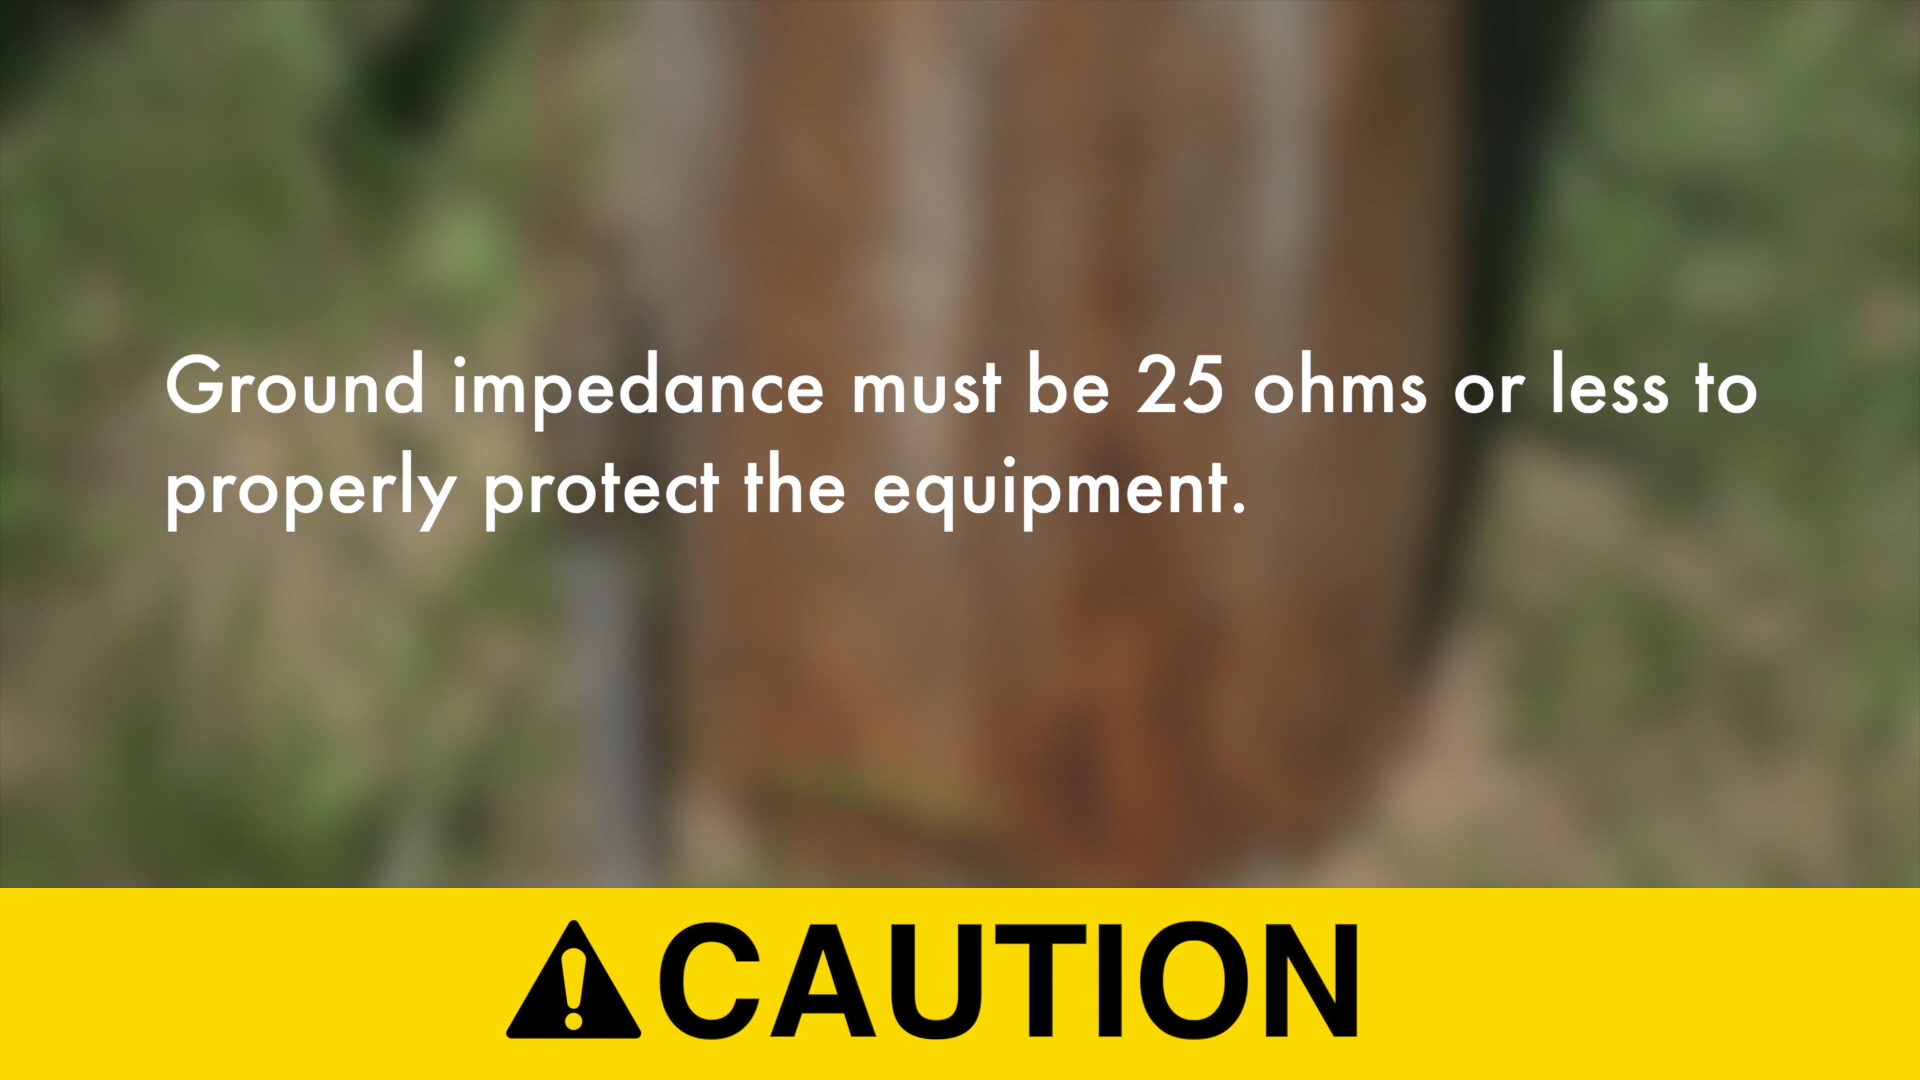 Ground impedance must be 25 ohms or less to
properly protect the equipment.
CAUTION